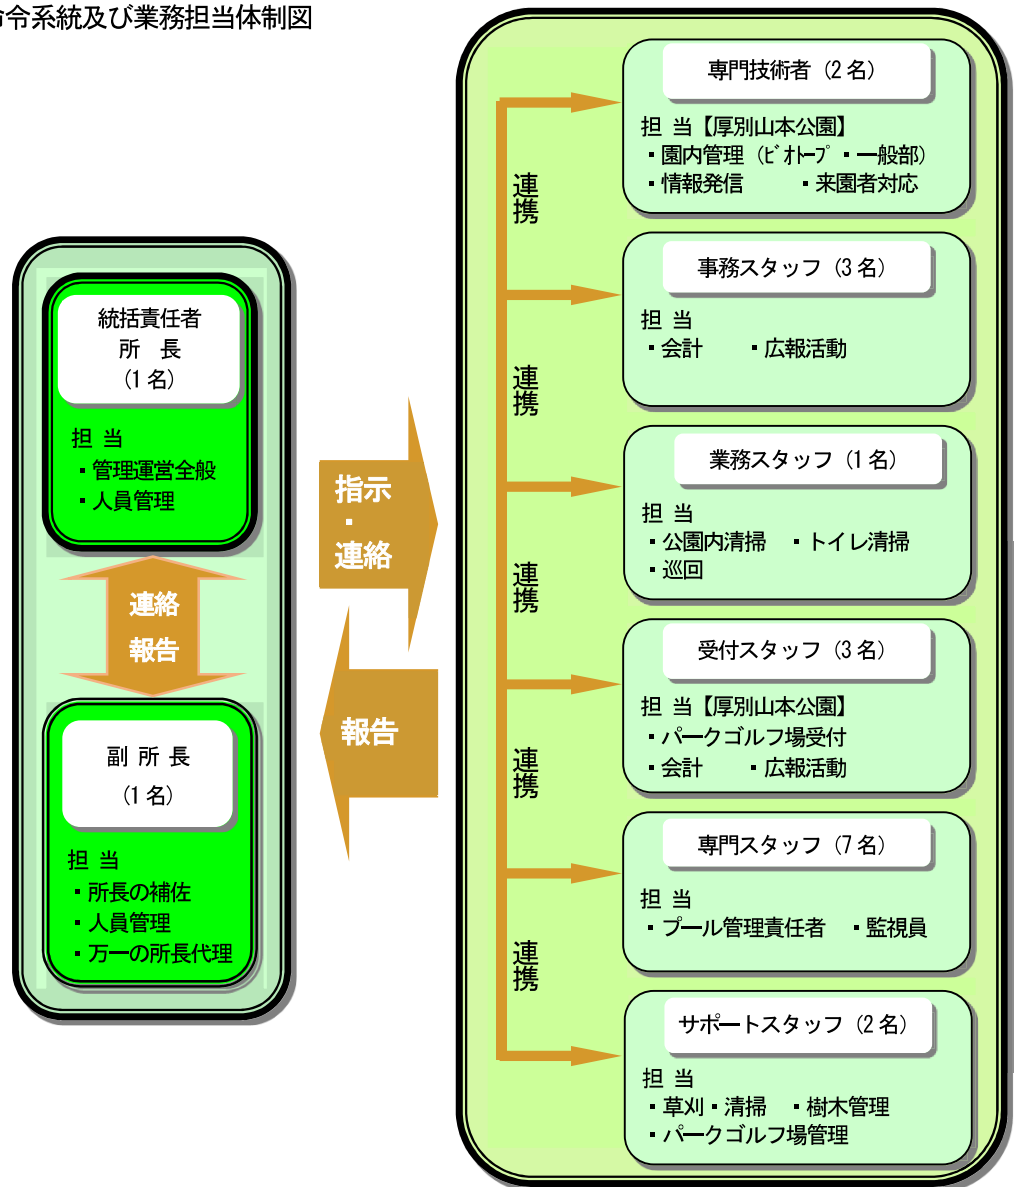 令系統及び業務担当体制図
統括責任者
所 長
(1 名)
担 当
・管理運営全般
・人員管理
連絡
報告
副 所 長
(1 名)
担 当
・所長の補佐
・人員管理
・万一の所長代理
指示
・
連絡
報告
連携
連携
連携
連携
連携
専門技術者 (2 名)
担 当【厚別山本公園】
・園内管理 (ﾋﾞｵﾄｰﾌﾟ ・一般部)
・情報発信 ・来園者対応
事務スタッフ (3 名)
担 当
・会計 ・広報活動
業務スタッフ (1 名)
担 当
・公園内清掃 ・トイレ清掃
・巡回
受付スタッフ (3 名)
担 当【厚別山本公園】
・パークゴルフ場受付
・会計 ・広報活動
専門スタッフ (7 名)
担 当
・プール管理責任者 ・監視員
サポートスタッフ (2 名)
担 当
・草刈・清掃 ・樹木管理
・パークゴルフ場管理